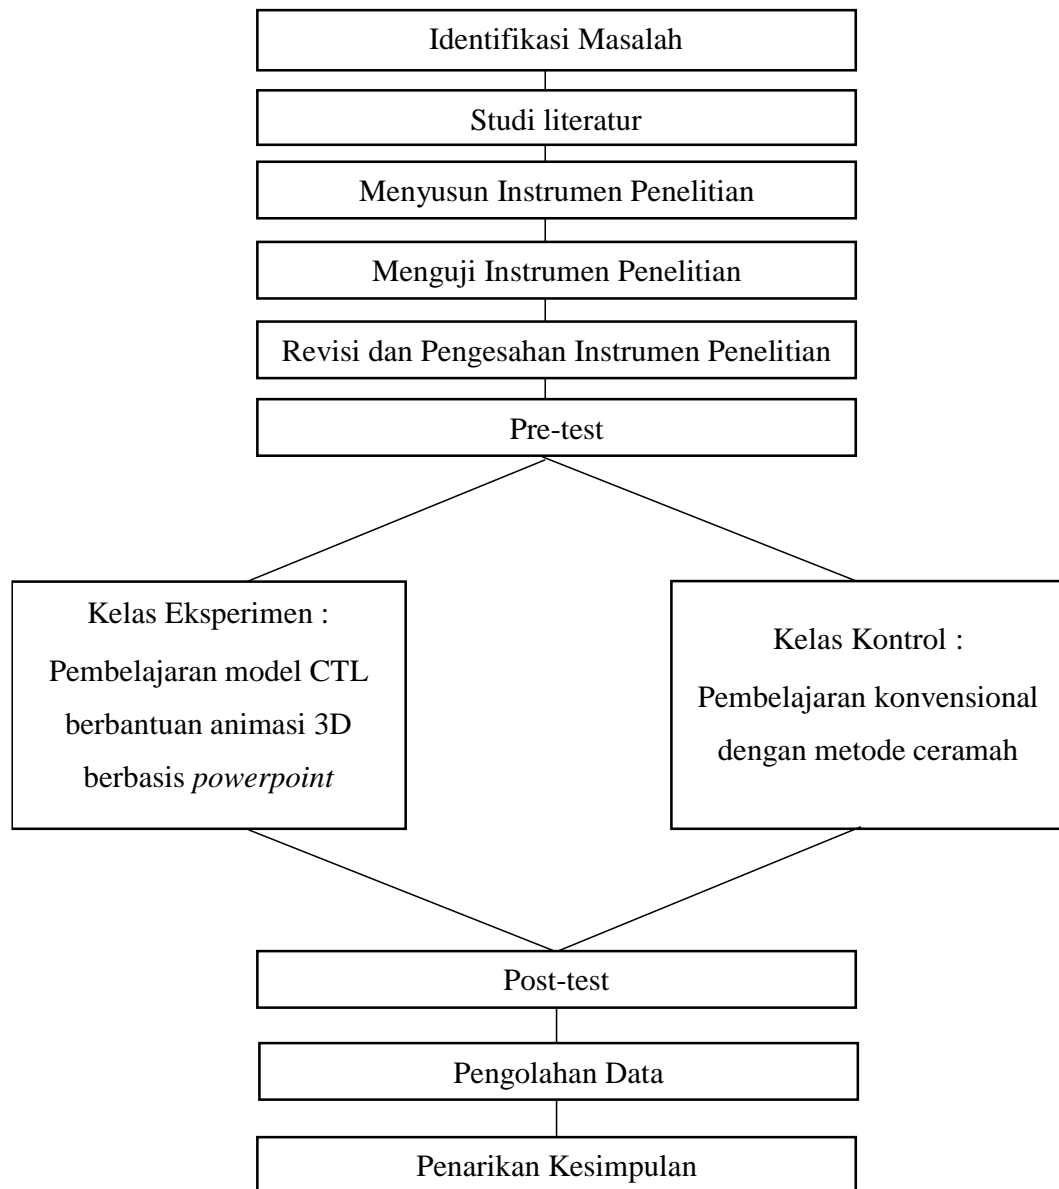 Identifikasi Masalah
Studi literatur
Menyusun Instrumen Penelitian
Menguji Instrumen Penelitian
Revisi dan Pengesahan Instrumen Penelitian
Pre-test
Kelas Eksperimen :
Pembelajaran model CTL
berbantuan animasi 3D
berbasis powerpoint
Kelas Kontrol :
Pembelajaran konvensional
dengan metode ceramah
Post-test
Pengolahan Data
Penarikan Kesimpulan